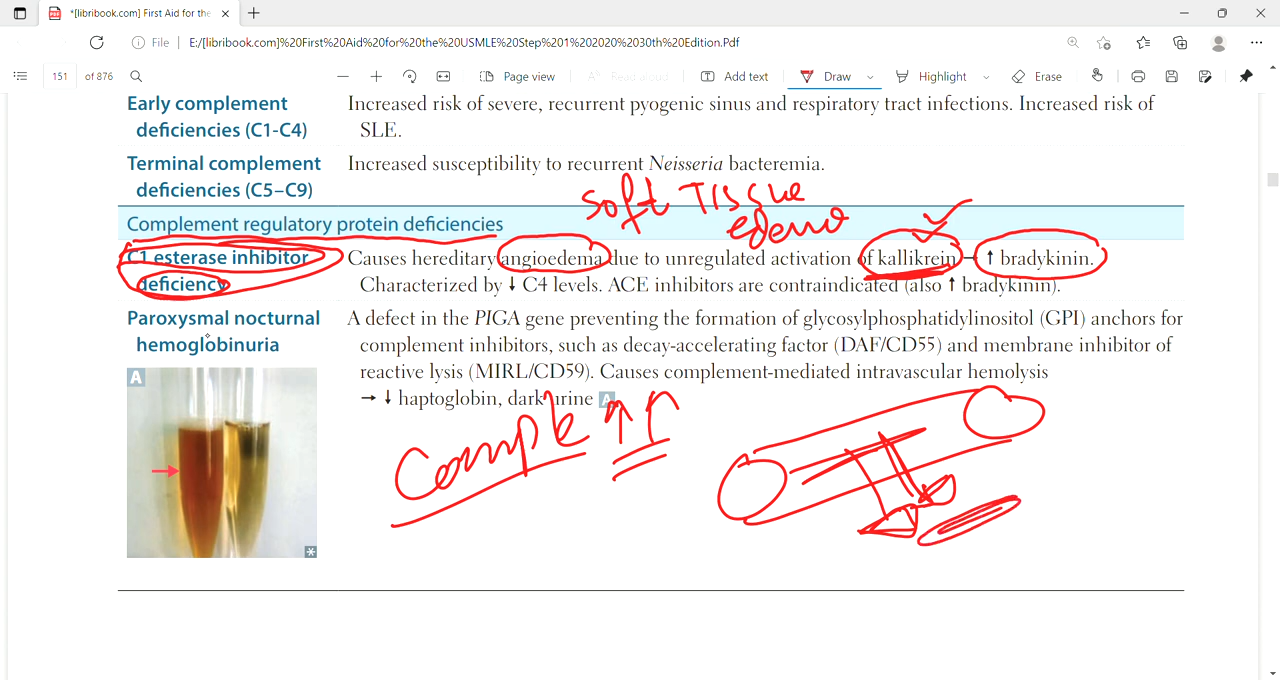 *[libribook.com] First Aid for the
File E:/[libribook.com]%20First%20Aid%20for%20the%20USMLE%20Step%201%202020%2030th%20Edition.Pdf
151 of 876 Page view Read aloud Add text Draw Highlight Erase
Early complement Increased risk of severe, recurrent pyogenic sinus and respiratory tract infections. Increased risk of
deficiencies (C1-C4) SLE.
Terminal complement Increased susceptibility to recurrent Neisseria bacteremia.
deficiencies (C5–C9)
Soft Tissue
Complement regulatory protein deficiencies
C1 esterase inhibitor Causes hereditary angioedema due to unregulated activation of kallikrein → ↑ bradykinin.
deficiency Characterized by ↓ C4 levels. ACE inhibitors are contraindicated (also ↑ bradykinin).
Paroxysmal nocturnal A defect in the PIGA gene preventing the formation of glycosylphosphatidylinositol (GPI) anchors for
hemoglobinuria complement inhibitors, such as decay-accelerating factor (DAF/CD55) and membrane inhibitor of
reactive lysis (MIRL/CD59). Causes complement-mediated intravascular hemolysis
→ ↓ haptoglobin, dark urine A
A
↑ ↑